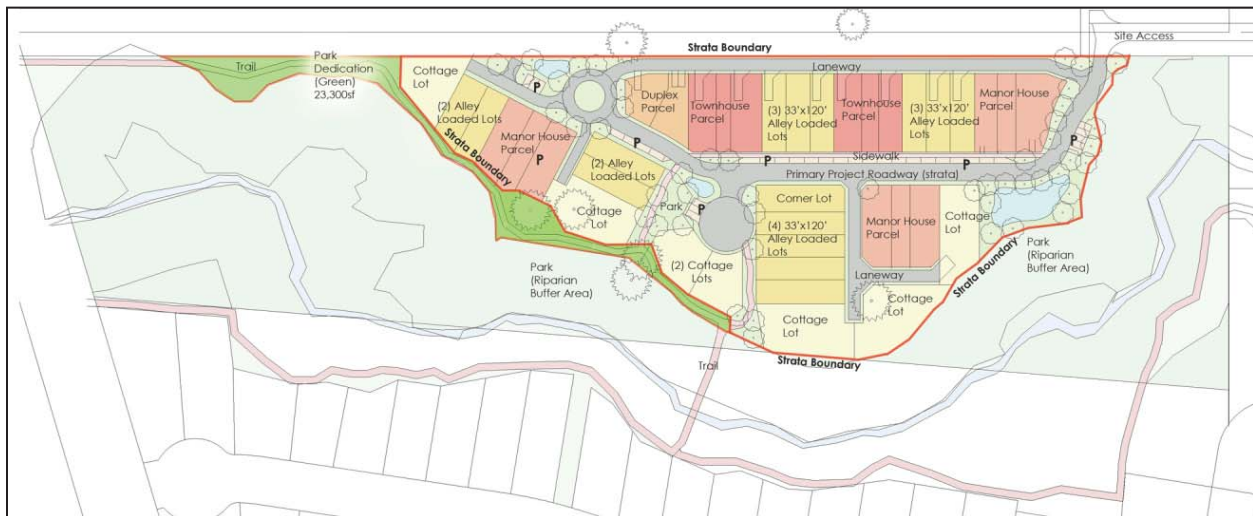 Site Access
Strata Boundary
Trail
Park
Dedication
(Green)
23,300sf
Cottage
Lot
P
Laneway
(2) Alley
Loaded Lots
Manor House
Parcel
P
Duplex
Parcel
Townhouse
Parcel
(3) 33'x120'
Alley Loaded
Lots
Townhouse
Parcel
(3) 33'x120'
Alley Loaded
Lots
Manor House
Parcel
P
P
P
Sidewalk
P
Strata Boundary
(2) Alley
Loaded Lots
Primary Project Roadway (strata)
Cottage
Lot
Park
P
Corner Lot
(4) 33'x120'
Alley Loaded
Lots
Manor House
Parcel
Cottage
Lot
Strata Boundary
Park
(Riparian
Buffer Area)
Park
(Riparian
Buffer Area)
(2) Cottage
Lots
Laneway
Cottage
Lot
Cottage
Lot
Strata Boundary
Trail